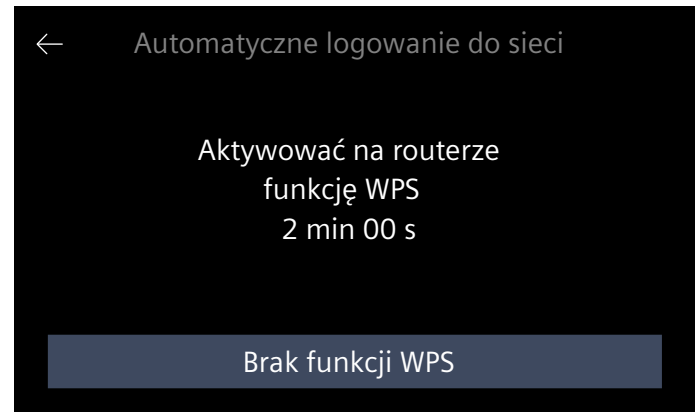 Automatyczne logowanie do sieci
Aktywować na routerze
funkcję WPS
2 min 00 s
Brak funkcji WPS